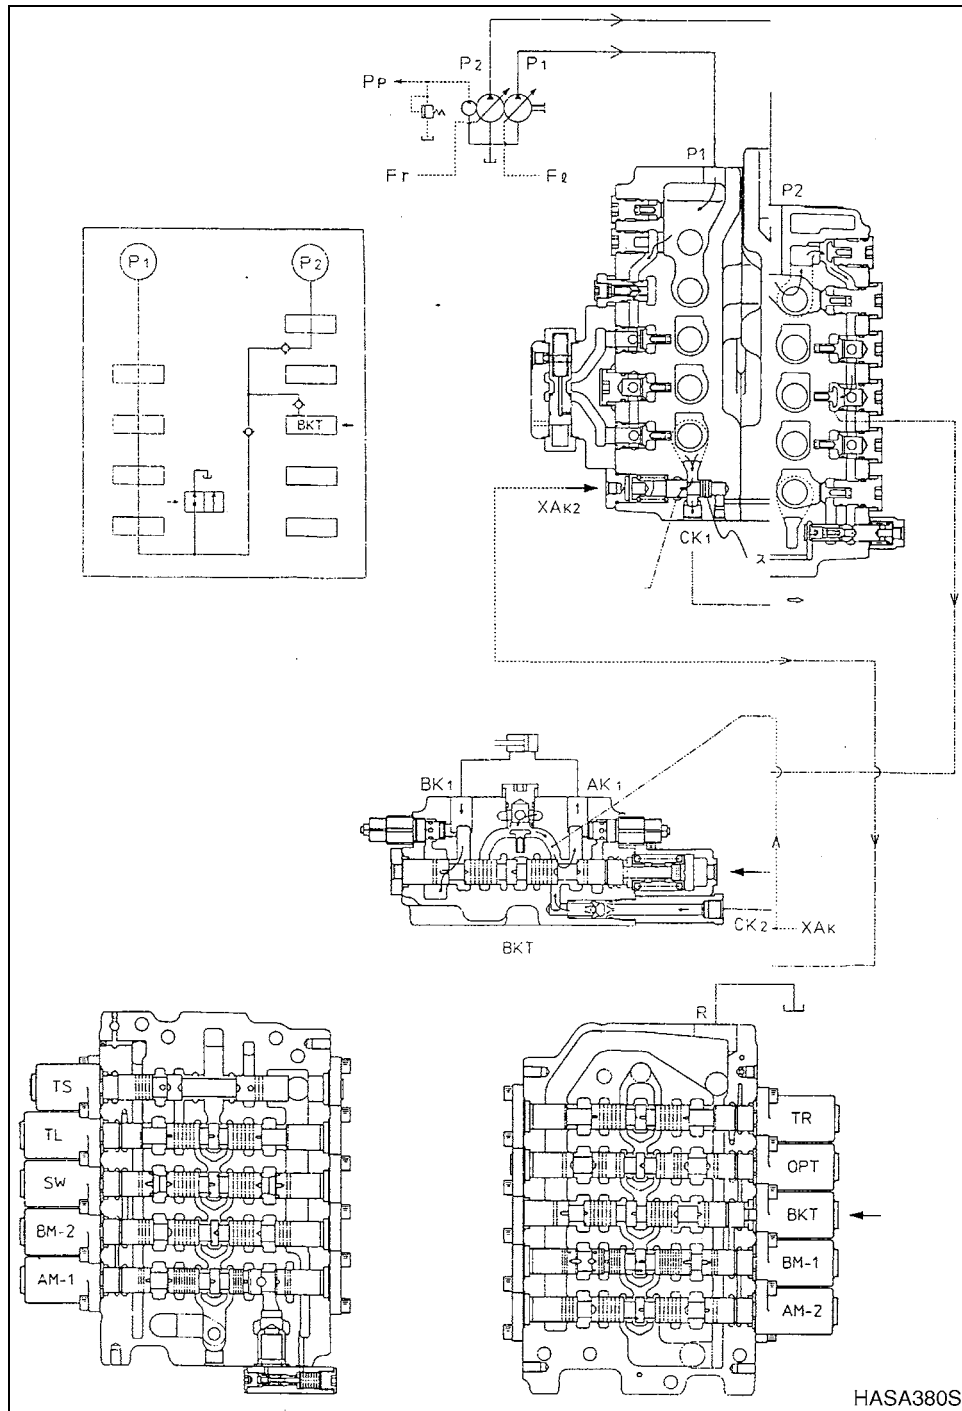 P2
P1
Pp
Fr
Fℓ
P1
P2
P1
P2
BKT
XAK2
CK1
BK1
AK1
CK2
XAK
BKT
R
TS
TL
SW
BM-2
AM-1
TR
OPT
BKT
BM-1
AM-2
HASA380S